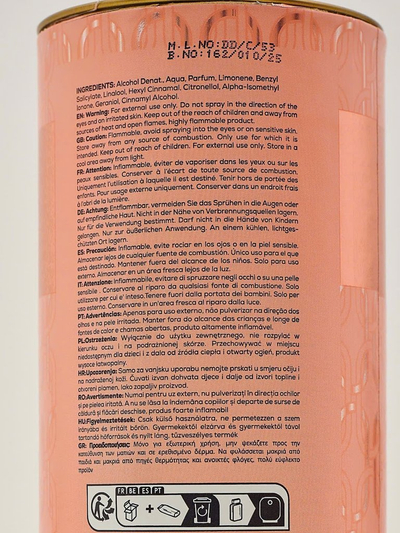 M.L.NO:DD/C/53
B.NO:162/010/25
INGREDIENTS: Alcohol Denat., Aqua, Parfum, Limonene, Benzyl
Salicylate, Linalool, Hexyl Cinnamal, Citronellol, Alpha-Isomethyl
Ionone, Geraniol, Cinnamyl Alcohol.
EN: Warning: For external use only. Do not spray in the direction of the
eyes and on irritated skin. Keep out of the reach of children and away from
sources of heat and open flames, highly flammable product.
GB: Caution: Flammable, avoid spraying into the eyes or on sensitive skin.
Store away from any source of combustion. Only use for which it is
intended. Keep out of reach of children. For external use only. Store in a
cool area away from light.
FR: Attention: Inflammable, éviter de vaporiser dans les yeux ou sur les
peaux sensibles. Conserver à l'écart de toute source de combustion.
Uniquement l'utilisation à laquelle il est destiné. Tenir hors de portée des
enfants. Pour usage externe uniquement. Conserver dans un endroit frais
à l'abri de la lumière.
DE: Achtung: Entflammbar, vermeiden Sie das Sprühen in die Augen oder
auf empfindliche Haut. Nicht in der Nähe von Verbrennungsquellen lagern.
Nur für die Verwendung bestimmt. Darf nicht in die Hände von Kindern
gelangen. Nur zur äußerlichen Anwendung. An einem kühlen, lichtges-
chützten Ort lagern.
ES: Precaución: Inflamable, evite rociar en los ojos o en la piel sensible.
Almacenar lejos de cualquier fuente de combustión. Único uso para el que
está destinado. Mantener fuera del alcance de los niños. Solo para uso
externo. Almacenar en un área fresca lejos de la luz.
IT: Attenzione: Infiammabile, evitare di spruzzare negli occhi o su una pelle
sensibile . Conservare al riparo da qualsiasi fonte di combustione. Solo
utilizzare per cui e' inteso.Tenere fuori dalla portata dei bambini. Solo per
uso esterno. Conservare in un'area fresca al riparo dalla luce.
PT: Advertências: Apenas para uso externo, não pulverizar na direção dos
olhos e na pele irritada. Manter fora do alcance das crianças e longe de
fontes de calor e chamas abertas, produto altamente inflamável.
PL:Ostrzeżenia: Wyłącznie do użytku zewnętrznego, nie rozpylać w
kierunku oczu i na podrażnionej skórze. Przechowywać w miejscu
niedostępnym dla dzieci i z dala od źródła ciepła i otwarty ogień, produkt
wysoce łatwopalny.
HR:Upozorenja: Samo za vanjsku uporabu nemojte prskati u smjeru očiju i
na nadraženoj koži. Čuvati izvan dohvata djece i dalje od izvori topline i
otvoreni plamen, lako zapaljiv proizvod.
RO:Avertismente: Numai pentru uz extern, nu pulverizați în direcția ochilor
și pe pielea iritată. A nu se lăsa la îndemâna copiilor și departe de surse de
căldură și flăcări deschise, produs foarte inflamabil
HU:Figyelmeztetések: Csak külső használatra, ne permetezzen a szem
irányába és irritált bőrön. Gyermekektől elzárva és gyermekektől távol
tartandó hőforrások és nyílt láng, tűzveszélyes termék
GR: Προειδοποιήσεις: Μόνο για εξωτερική χρήση, μην ψεκάζετε προς την
κατεύθυνση των ματιών και σε ερεθισμένο δέρμα. Να φυλάσσεται μακριά από
παιδιά και μακριά από πηγές θερμότητας και ανοικτές φλόγες, πολύ εύφλεκτο
προϊόν
FR BE ES PT